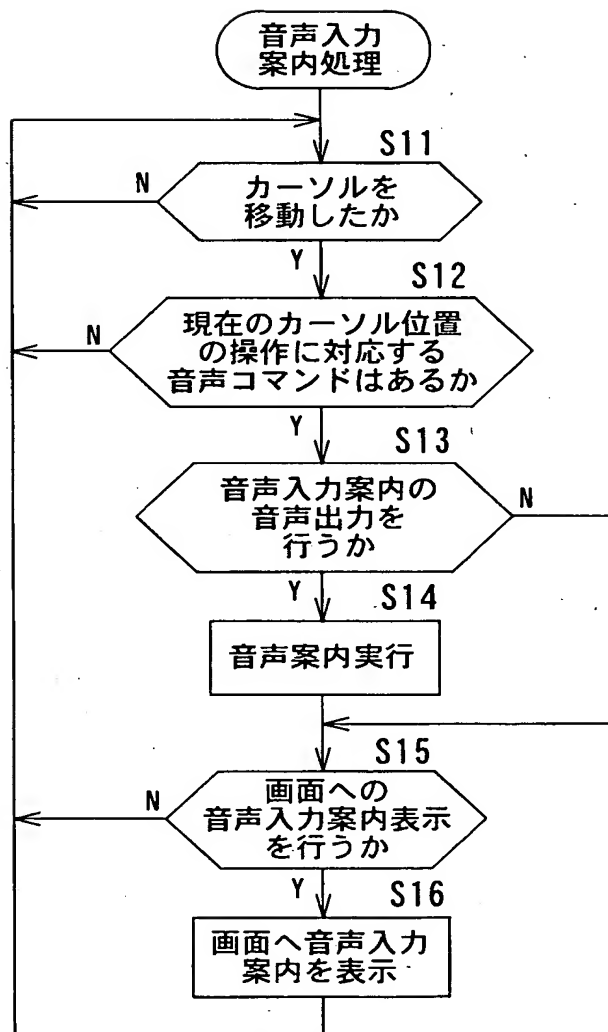 音声入力
案内処理
S11
N
カーソルを
移動したか
Y
S12
N
現在のカーソル位置
の操作に対応する
音声コマンドはあるか
Y
S13
音声入力案内の
音声出力を
行うか
N
Y
S14
音声案内実行
S15
N
画面への
音声入力案内表示
を行うか
Y
S16
画面へ音声入力
案内を表示